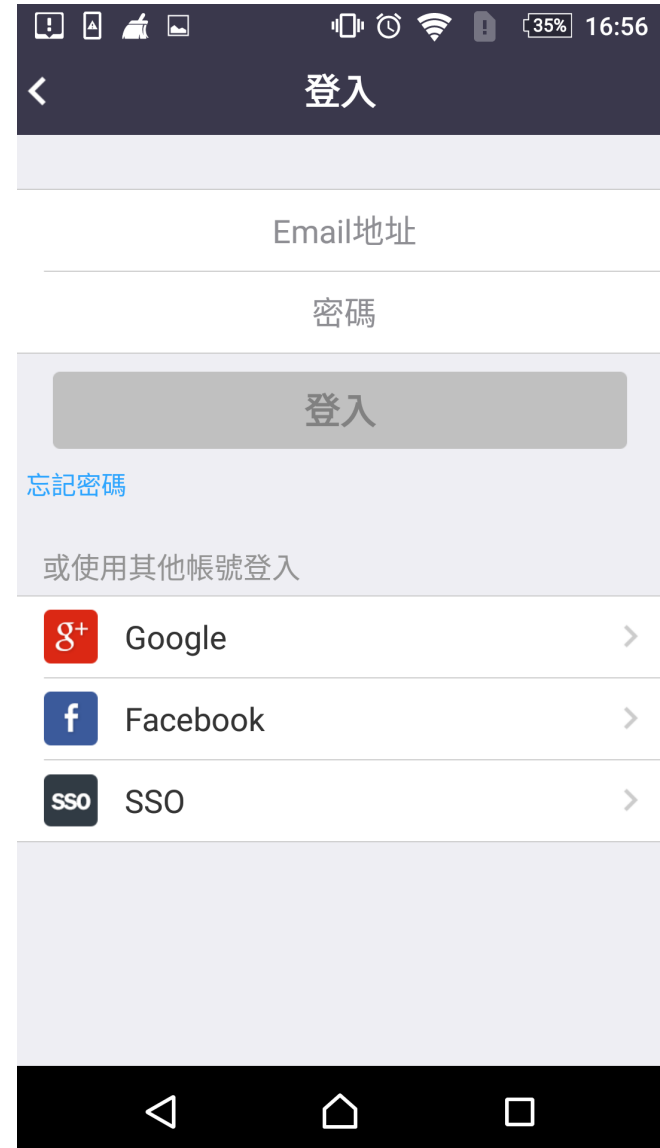 35% 16:56
登入
Email地址
密碼
登入
忘記密碼
或使用其他帳號登入
g+ Google
f Facebook
sso SSO